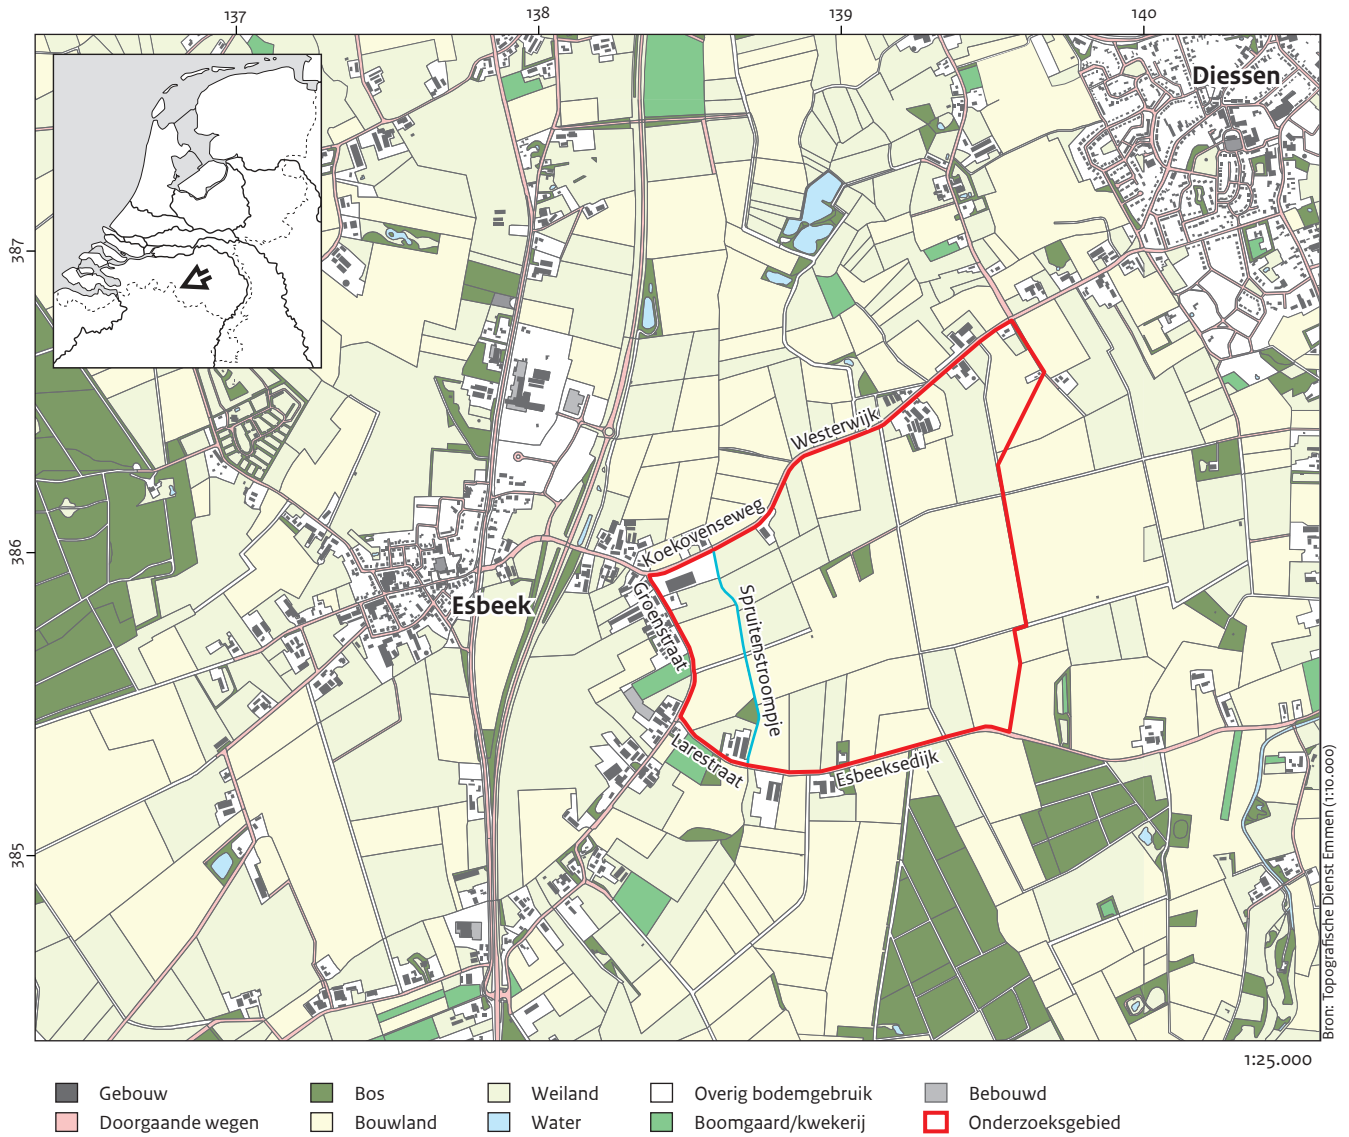 137
138
139
140
387
386
385
Diessen
Westerwijk
Koekovenseweg
Esbeek
Groenstraat
Spruitenstroompje
Larestraat
Esbeeksedijk
Bron: Topografische Dienst Emmen (1:10.000)
1:25.000
Gebouw
Bos
Weiland
Overig bodemgebruik
Bebouwd
Doorgaande wegen
Bouwland
Water
Boomgaard/kwekerij
Onderzoeksgebied